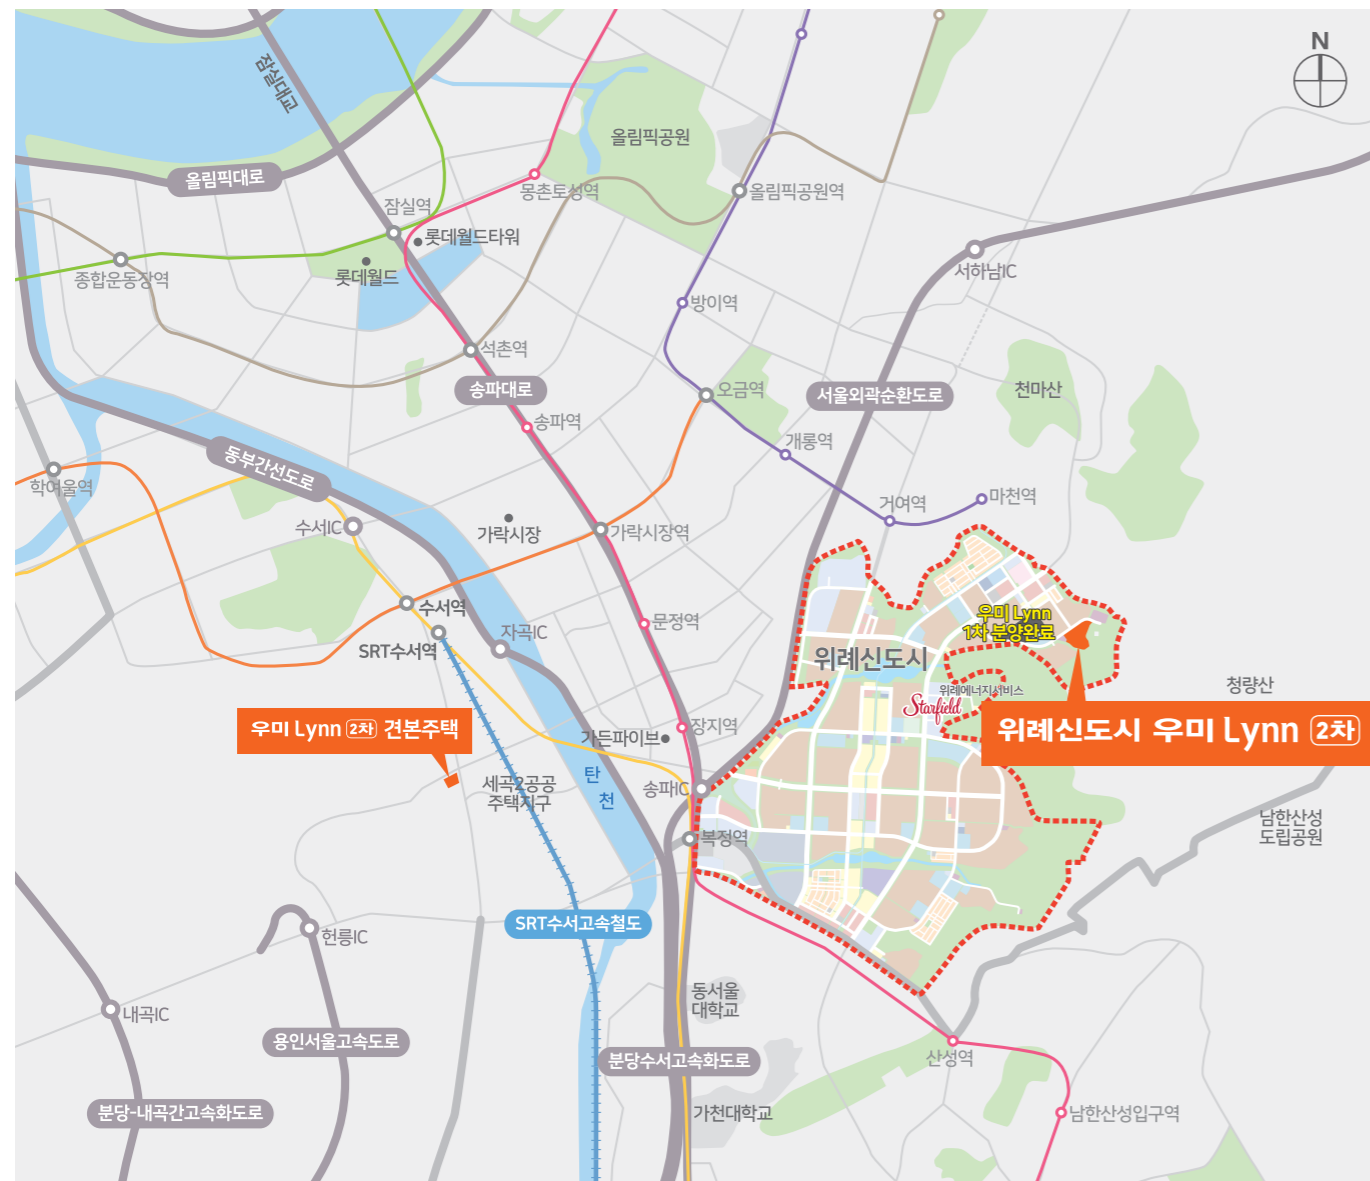 N
잠실대교
올림픽공원
올림픽대로
몽촌토성역
올림픽공원역
잠실역
롯데월드타워
롯데월드
종합운동장역
서하남IC
방이역
석촌역
송파대로
오금역
서울외곽순환도로
천마산
송파역
개롱역
동부간선도로
학여울역
수서IC
가락시장
가락시장역
거여역
마천역
수서역
SRT수서역
자곡IC
문정역
우미 Lynn
1차 분양완료
위례신도시
위례에너지서비스
Starfield
청량산
우미 Lynn 2차 견본주택
가든파이브
장지역
위례신도시 우미 Lynn 2차
세곡2공공
주택지구
탄
천
송파IC
복정역
남한산성
도립공원
SRT수서고속철도
헌릉IC
내곡IC
동서울
대학교
용인서울고속도로
분당수서고속화도로
산성역
분당-내곡간고속화도로
가천대학교
남한산성입구역